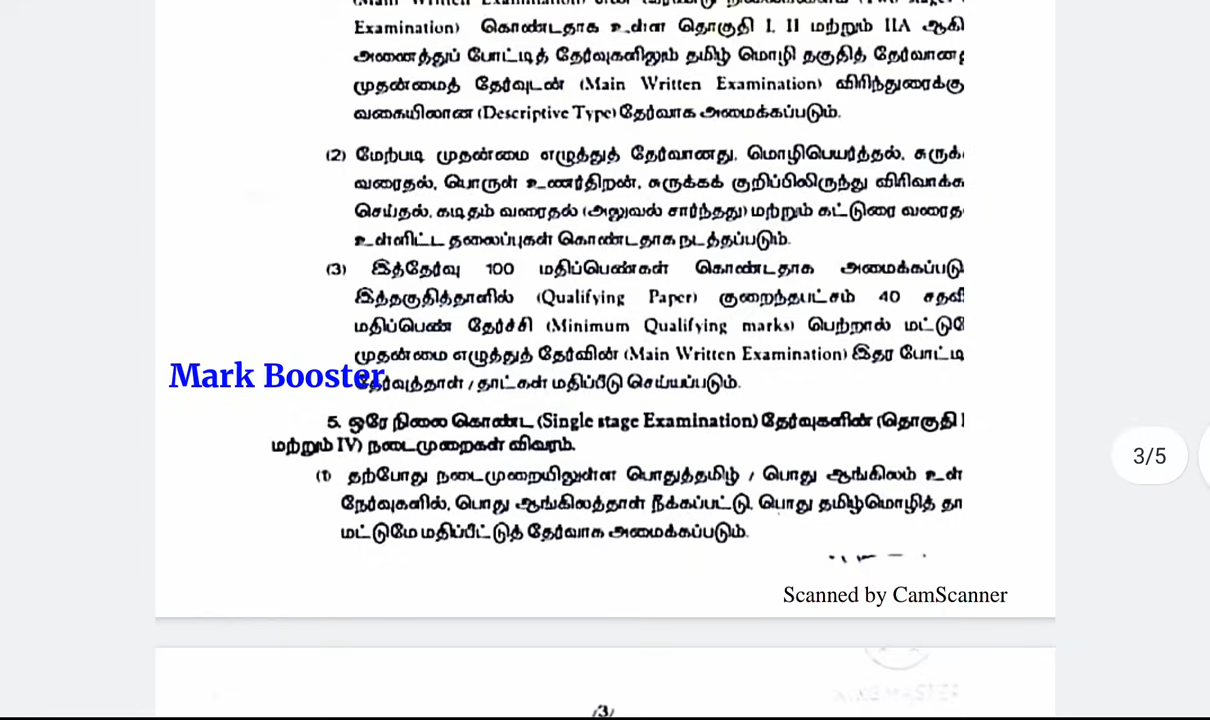 Examination) கொண்டதாக உள்ள தொகுதி I, II மற்றும் IIA ஆகி
அனைத்துப் போட்டித் தேர்வுகளிலும் தமிழ் மொழி தகுதித் தேர்வானது
முதன்மைத் தேர்வுடன் (Main Written Examination) விரிந்துரைக்கு
வகையிலான (Descriptive Type) தேர்வாக அமைக்கப்படும்.
(2) மேற்படி முதன்மை எழுத்துத் தேர்வானது, மொழிபெயர்த்தல், சுருக்
வரைதல், பொருள் உணர்திறன், சுருக்கக் குறிப்பிலிருந்து விரிவாக்க
செய்தல், கடிதம் வரைதல் (அலுவல் சார்ந்தது) மற்றும் கட்டுரை வரைத
உள்ளிட்ட தலைப்புகள் கொண்டதாக நடத்தப்படும்.
(3) இத்தேர்வு 100 மதிப்பெண்கள் கொண்டதாக அமைக்கப்படு
இத்தகுதித்தாளில் (Qualifying Paper) குறைந்தபட்சம் 40 சதவீ
மதிப்பெண் தேர்ச்சி (Minimum Qualifying marks) பெற்றால் மட்டுமே
முதன்மை எழுத்துத் தேர்வின் (Main Written Examination) இதர போட்டி
Mark Booster
தேர்வுத்தாள் / தாட்கள் மதிப்பீடு செய்யப்படும்.
5. ஒரே நிலை கொண்ட (Single stage Examination) தேர்வுகளின் (தொகுதி I
மற்றும் IV) நடைமுறைகள் விவரம்.
(1) தற்போது நடைமுறையிலுள்ள பொதுத்தமிழ் / பொது ஆங்கிலம் உள்
தேர்வுகளில், பொது ஆங்கிலத்தாள் நீக்கப்பட்டு, பொது தமிழ்மொழித் தா
மட்டுமே மதிப்பீட்டுத் தேர்வாக அமைக்கப்படும்.
3/5
Scanned by CamScanner
/3/